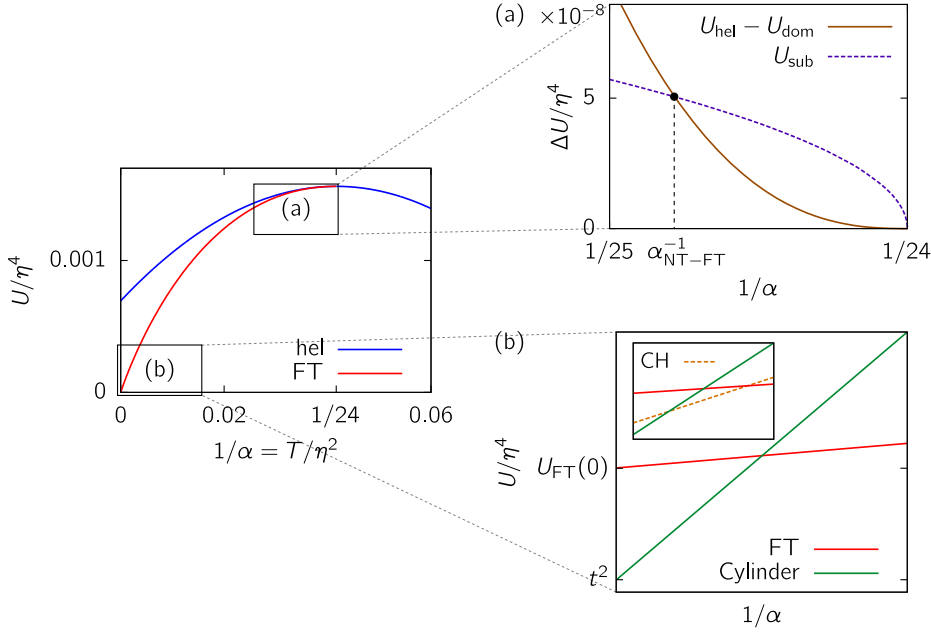 (a)
×10⁻⁸
U_hel − U_dom
U_sub
5
ΔU/η⁴
0
1/25
α⁻¹_NT−FT
1/24
1/α
(a)
0.001
U/η⁴
hel
FT
(b)
0
0
0.02
1/24
0.06
1/α = T/η²
(b)
CH
U/η⁴
U_FT(0)
FT
Cylinder
t²
1/α